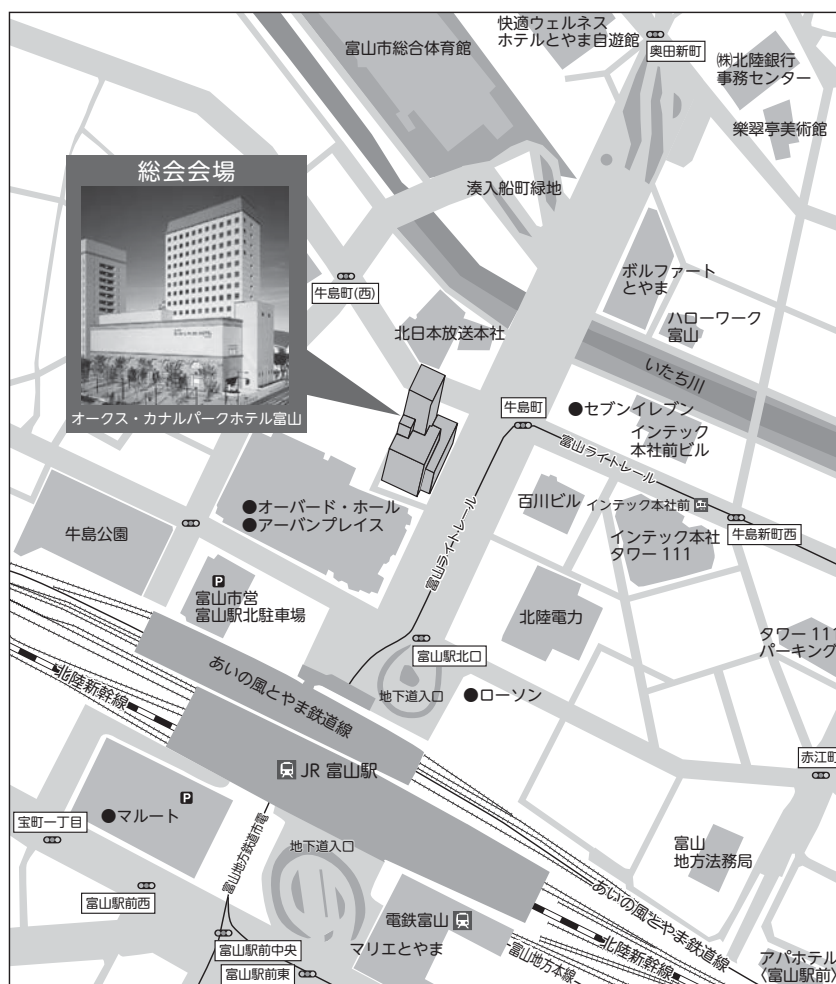 快適ウェルネス
ホテルとやま自遊館
奥田新町
富山市総合体育館
㈱北陸銀行
事務センター
樂翠亭美術館
総会会場
湊入船町緑地
ボルファート
とやま
牛島町(西)
ハローワーク
富山
北日本放送本社
いたち川
オークス・カナルパークホテル富山
牛島町
●セブンイレブン
インテック
本社前ビル
富山ライトレール
富山ライトレール
百川ビル
インテック本社前
牛島新町西
●オーバード・ホール
●アーバンプレイス
インテック本社
タワー111
牛島公園
P
富山市営
富山駅北駐車場
北陸電力
富山駅北口
タワー111
パーキング
あいの風とやま鉄道線
北陸新幹線
地下道入口
●ローソン
JR 富山駅
赤江町
P
●マルート
宝町一丁目
富山地方鉄道市電
地下道入口
富山
地方法務局
富山駅前西
あいの風とやま鉄道線
電鉄富山
富山駅前中央
マリエとやま
北陸新幹線
富山地方本線
富山駅前東
アパホテル
〈富山駅前〉